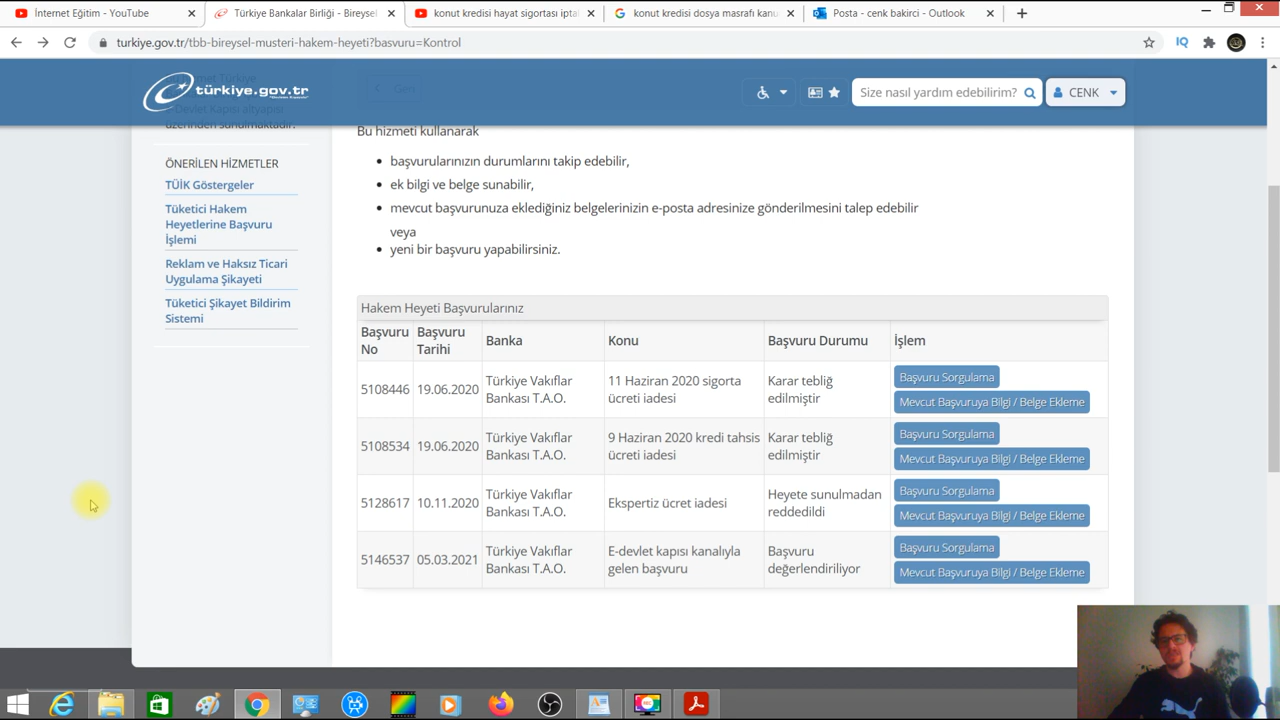 İnternet Eğitim - YouTube
Türkiye Bankalar Birliği - Bireysel
konut kredisi hayat sigortası ipta
konut kredisi dosya masrafı kanu
Posta - cenk bakirci - Outlook
turkiye.gov.tr/tbb-bireysel-musteri-hakem-heyeti?basvuru=Kontrol
IQ
türkiye.gov.tr
Geri
Size nasıl yardım edebilirim?
CENK
üzerinden sunulmaktadır.
ÖNERİLEN HİZMETLER
TÜİK Göstergeler
Tüketici Hakem
Heyetlerine Başvuru
İşlemi
Reklam ve Haksız Ticari
Uygulama Şikayeti
Tüketici Şikayet Bildirim
Sistemi
Bu hizmeti kullanarak
• başvurularınızın durumlarını takip edebilir,
• ek bilgi ve belge sunabilir,
• mevcut başvurunuza eklediğiniz belgelerinizin e-posta adresinize gönderilmesini talep edebilir
veya
• yeni bir başvuru yapabilirsiniz.
Hakem Heyeti Başvurularınız
Başvuru No Başvuru Tarihi Banka Konu Başvuru Durumu İşlem
5108446 19.06.2020 Türkiye Vakıflar Bankası T.A.O. 11 Haziran 2020 sigorta ücreti iadesi Karar tebliğ edilmiştir Başvuru Sorgulama
Mevcut Başvuruya Bilgi / Belge Ekleme
5108534 19.06.2020 Türkiye Vakıflar Bankası T.A.O. 9 Haziran 2020 kredi tahsis ücreti iadesi Karar tebliğ edilmiştir Başvuru Sorgulama
Mevcut Başvuruya Bilgi / Belge Ekleme
5128617 10.11.2020 Türkiye Vakıflar Bankası T.A.O. Ekspertiz ücret iadesi Heyete sunulmadan reddedildi Başvuru Sorgulama
Mevcut Başvuruya Bilgi / Belge Ekleme
5146537 05.03.2021 Türkiye Vakıflar Bankası T.A.O. E-devlet kapısı kanalıyla gelen başvuru Başvuru değerlendiriliyor Başvuru Sorgulama
Mevcut Başvuruya Bilgi / Belge Ekleme